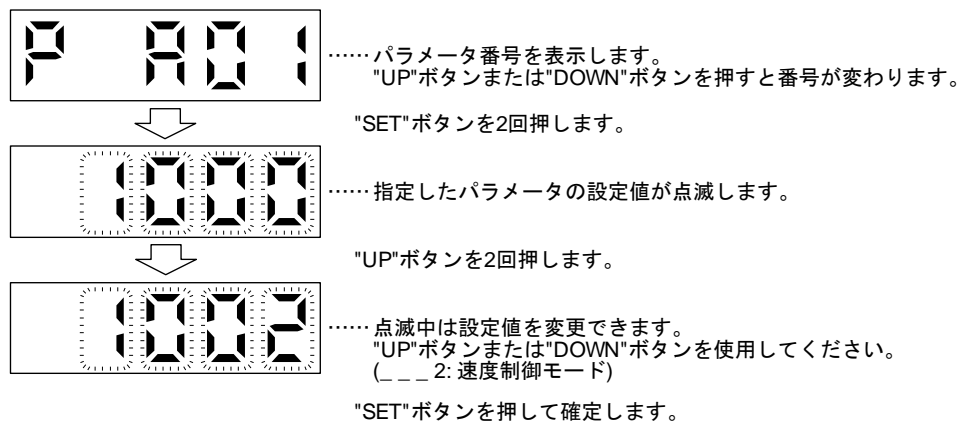 P A01
……パラメータ番号を表示します。
"UP"ボタンまたは"DOWN"ボタンを押すと番号が変わります。
"SET"ボタンを2回押します。
1000
……指定したパラメータの設定値が点滅します。
"UP"ボタンを2回押します。
1002
……点滅中は設定値を変更できます。
"UP"ボタンまたは"DOWN"ボタンを使用してください。
(_ _ _ 2: 速度制御モード)
"SET"ボタンを押して確定します。